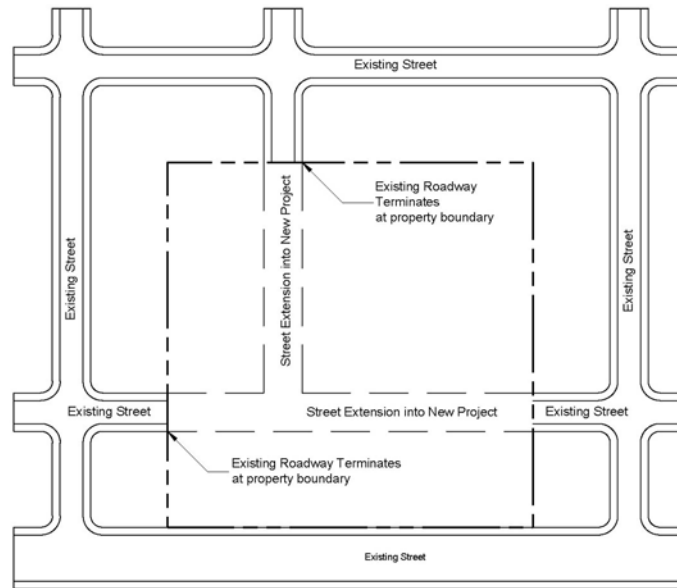 Existing Street
Existing Roadway
Terminates
at property boundary
Street Extension into New Project
Existing Street
Existing Street
Existing Street
Street Extension into New Project
Existing Street
Existing Roadway Terminates
at property boundary
Existing Street